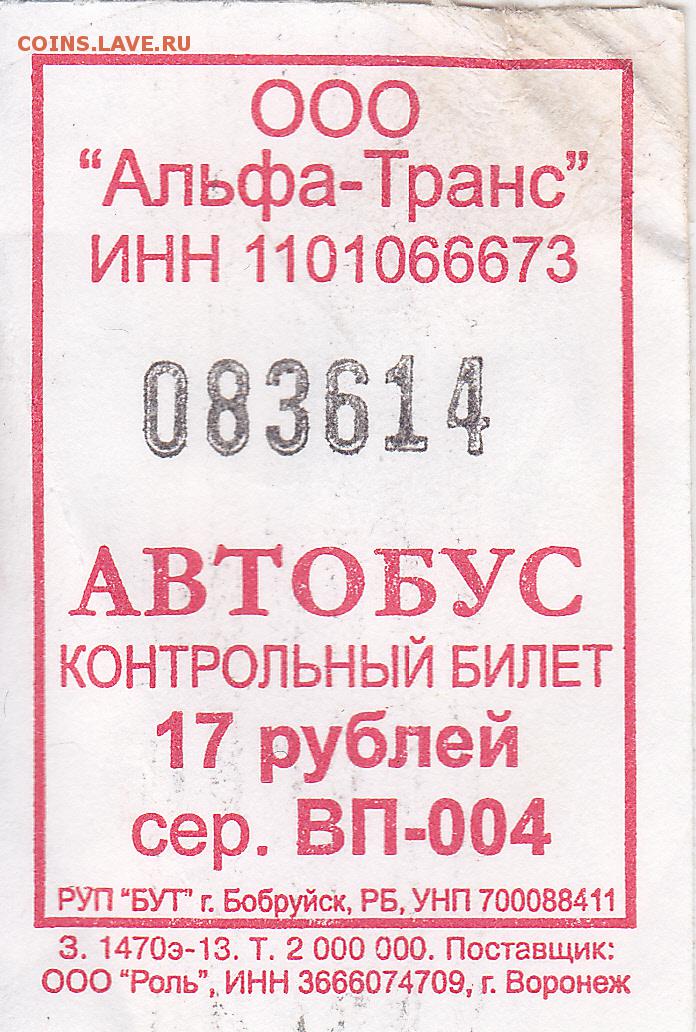 COINS.LAVE.RU
ООО
“Альфа-Транс”
ИНН 1101066673
083614
АВТОБУС
КОНТРОЛЬНЫЙ БИЛЕТ
17 рублей
сер. ВП-004
РУП “БУТ” г. Бобруйск, РБ, УНП 700088411
З. 1470э-13. Т. 2 000 000. Поставщик:
ООО “Роль”, ИНН 3666074709, г. Воронеж